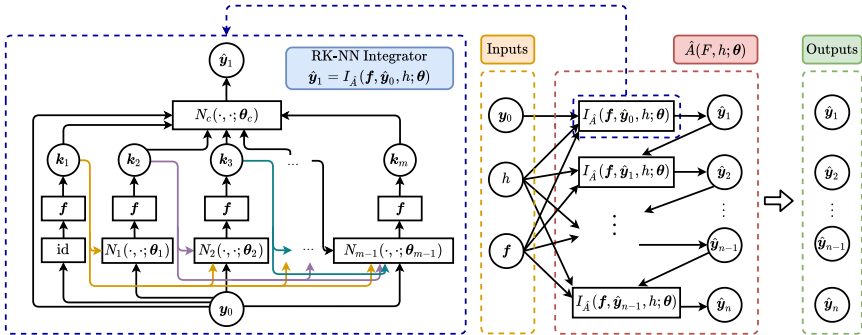 ŷ₁
RK-NN Integrator
ŷ₁ = I_Â(f, ŷ₀, h; θ)
N_c(·, ·; θ_c)
k₁
k₂
k₃
...
k_m
f
f
f
f
id
N₁(·, ·; θ₁)
N₂(·, ·; θ₂)
...
N_{m−1}(·, ·; θ_{m−1})
y₀
Inputs
y₀
h
f
Â(F, h; θ)
I_Â(f, ŷ₀, h; θ)
ŷ₁
I_Â(f, ŷ₁, h; θ)
ŷ₂
⋮
ŷ_{n−1}
I_Â(f, ŷ_{n−1}, h; θ)
ŷ_n
Outputs
ŷ₁
ŷ₂
⋮
ŷ_{n−1}
ŷ_n